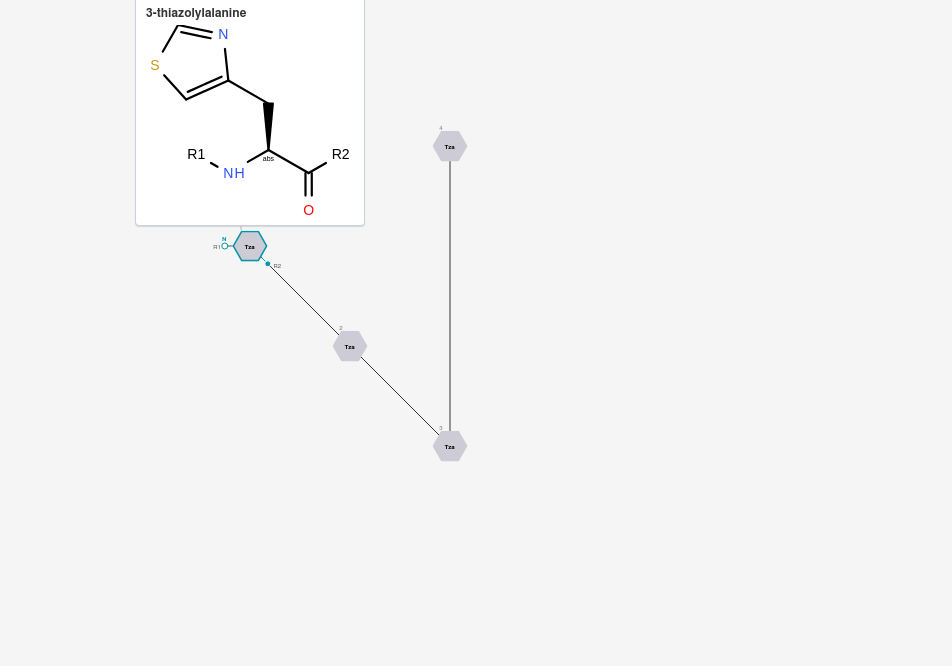 3-thiazolylalanine
N
S
R1
NH
abs
R2
O
4
Tza
N
R1
Tza
R2
2
Tza
3
Tza